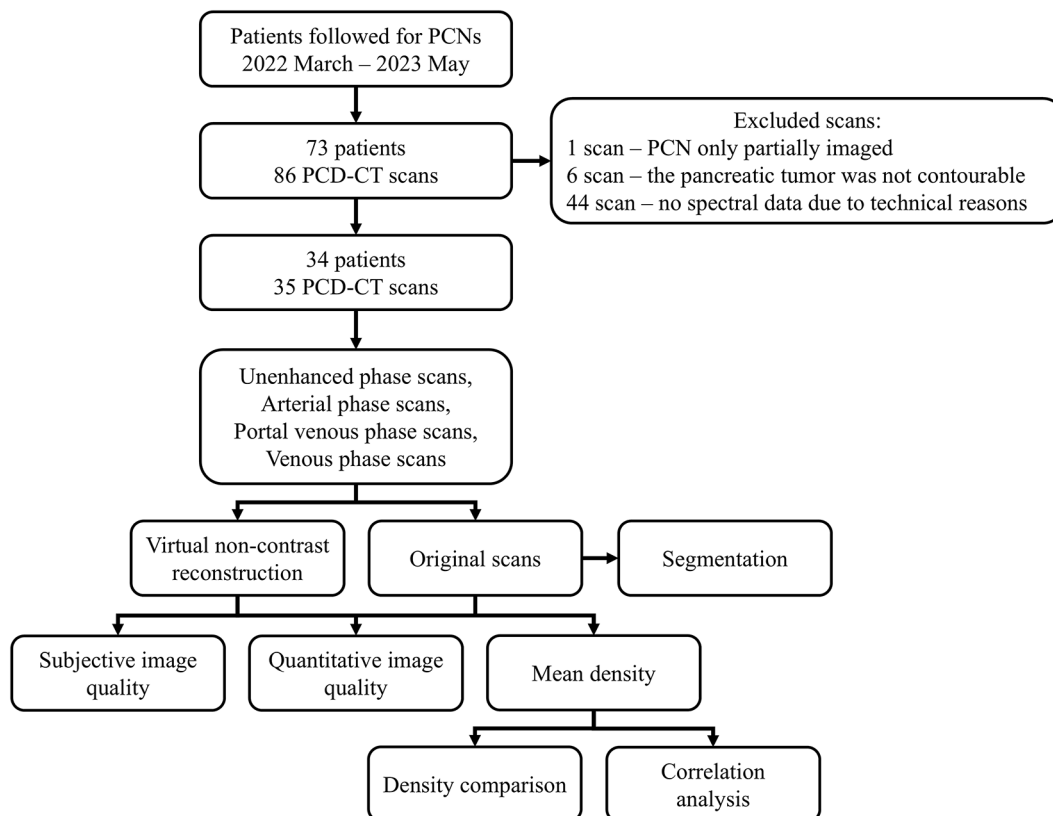 Patients followed for PCNs
2022 March – 2023 May
73 patients
86 PCD-CT scans
Excluded scans:
1 scan – PCN only partially imaged
6 scan – the pancreatic tumor was not contourable
44 scan – no spectral data due to technical reasons
34 patients
35 PCD-CT scans
Unenhanced phase scans,
Arterial phase scans,
Portal venous phase scans,
Venous phase scans
Virtual non-contrast
reconstruction
Original scans
Segmentation
Subjective image
quality
Quantitative image
quality
Mean density
Density comparison
Correlation
analysis